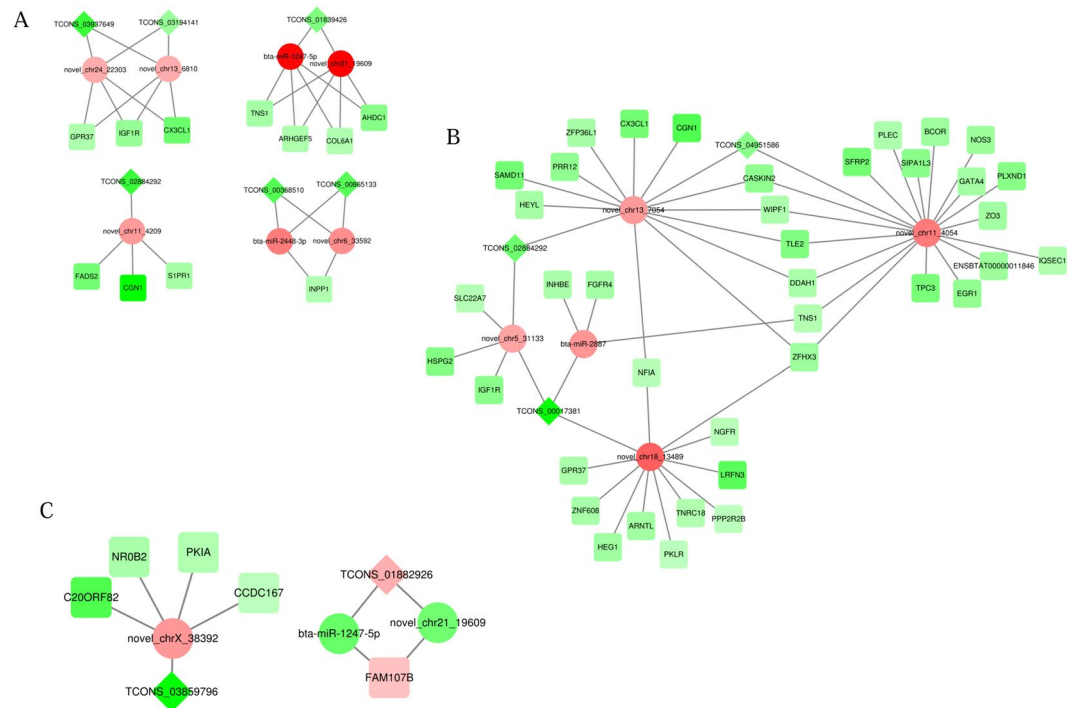 A
TCONS_03937649
TCONS_03194141
novel_chr24_22303
novel_chr13_6810
GPR37
IGF1R
CX3CL1
TCONS_01839426
bta-miR-1247-5p
novel_chr21_19609
TNS1
ARHGEF5
COL6A1
AHDC1
TCONS_02884292
novel_chr11_4209
FADS2
CGN1
S1PR1
TCONS_00368510
TCONS_00865133
bta-miR-2448-3p
novel_chr6_33592
INPP1
B
ZFP36L1
CX3CL1
CGN1
TCONS_04951586
PLEC
BCOR
NOS3
SFRP2
SIPA1L3
PRR12
SAMD11
CASKIN2
GATA4
PLXND1
HEYL
novel_chr13_7054
WIPF1
ZO3
novel_chr11_4054
TCONS_02884292
TLE2
ENSBTAT00000011846
IQSEC1
DDAH1
TPC3
EGR1
INHBE
FGFR4
SLC22A7
TNS1
novel_chr5_31133
bta-miR-2887
HSPG2
NFIA
ZFHX3
IGF1R
TCONS_00017381
NGFR
novel_chr18_13489
GPR37
LRFN3
ZNF608
ARNTL
TNRC18
PPP2R2B
HEG1
PKLR
C
NR0B2
PKIA
C20ORF82
CCDC167
novel_chrX_38392
TCONS_03859796
TCONS_01882926
bta-miR-1247-5p
novel_chr21_19609
FAM107B